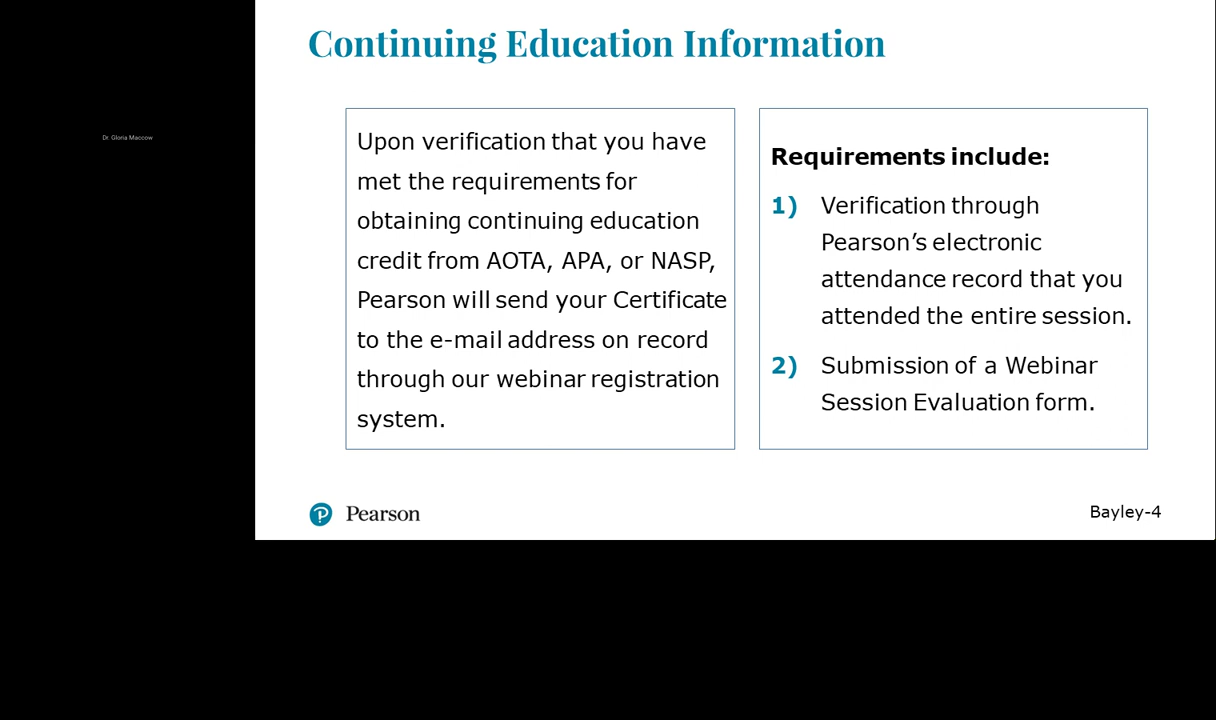 Continuing Education Information
Dr. Gloria Maccow
Upon verification that you have
met the requirements for
obtaining continuing education
credit from AOTA, APA, or NASP,
Pearson will send your Certificate
to the e-mail address on record
through our webinar registration
system.
Requirements include:
1) Verification through
Pearson’s electronic
attendance record that you
attended the entire session.
2) Submission of a Webinar
Session Evaluation form.
Pearson
Bayley-4